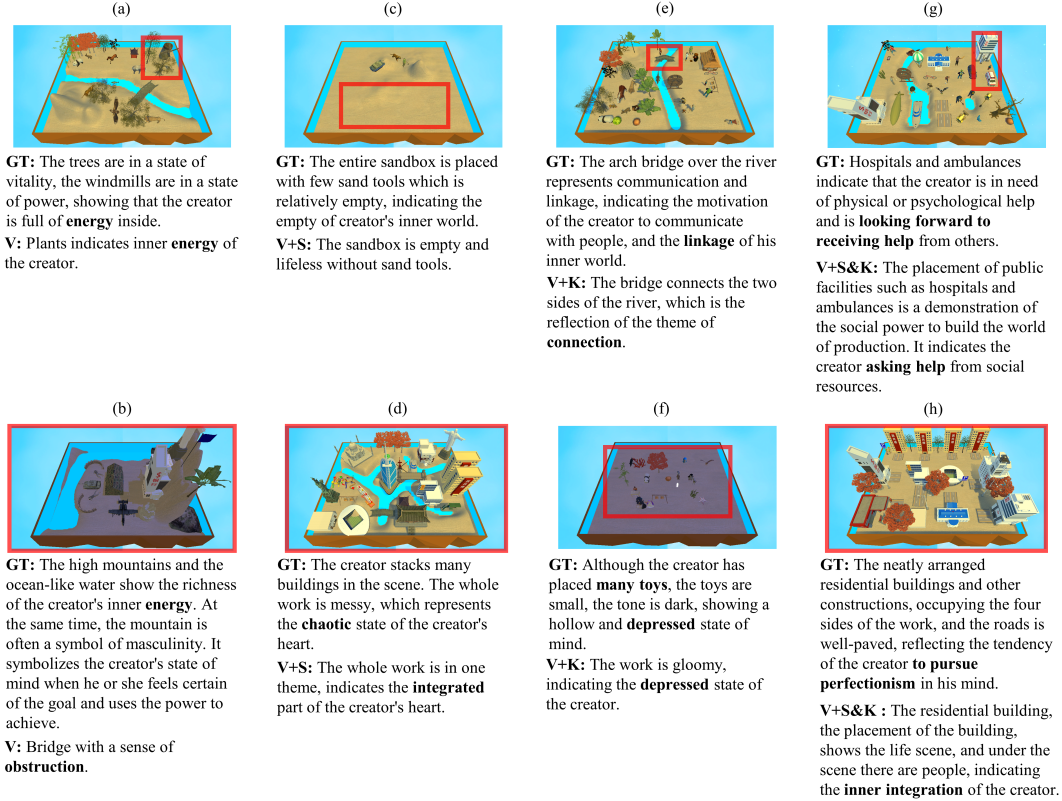 (a)
GT: The trees are in a state of
vitality, the windmills are in a state
of power, showing that the creator
is full of energy inside.
V: Plants indicates inner energy of
the creator.
(c)
GT: The entire sandbox is placed
with few sand tools which is
relatively empty, indicating the
empty of creator's inner world.
V+S: The sandbox is empty and
lifeless without sand tools.
(e)
GT: The arch bridge over the river
represents communication and
linkage, indicating the motivation
of the creator to communicate
with people, and the linkage of his
inner world.
V+K: The bridge connects the two
sides of the river, which is the
reflection of the theme of
connection.
(g)
GT: Hospitals and ambulances
indicate that the creator is in need
of physical or psychological help
and is looking forward to
receiving help from others.
V+S&K: The placement of public
facilities such as hospitals and
ambulances is a demonstration of
the social power to build the world
of production. It indicates the
creator asking help from social
resources.
(b)
GT: The high mountains and the
ocean-like water show the richness
of the creator's inner energy. At
the same time, the mountain is
often a symbol of masculinity. It
symbolizes the creator's state of
mind when he or she feels certain
of the goal and uses the power to
achieve.
V: Bridge with a sense of
obstruction.
(d)
GT: The creator stacks many
buildings in the scene. The whole
work is messy, which represents
the chaotic state of the creator's
heart.
V+S: The whole work is in one
theme, indicates the integrated
part of the creator's heart.
(f)
GT: Although the creator has
placed many toys, the toys are
small, the tone is dark, showing a
hollow and depressed state of
mind.
V+K: The work is gloomy,
indicating the depressed state of
the creator.
(h)
GT: The neatly arranged
residential buildings and other
constructions, occupying the four
sides of the work, and the roads is
well-paved, reflecting the tendency
of the creator to pursue
perfectionism in his mind.
V+S&K : The residential building,
the placement of the building,
shows the life scene, and under the
scene there are people, indicating
the inner integration of the creator.